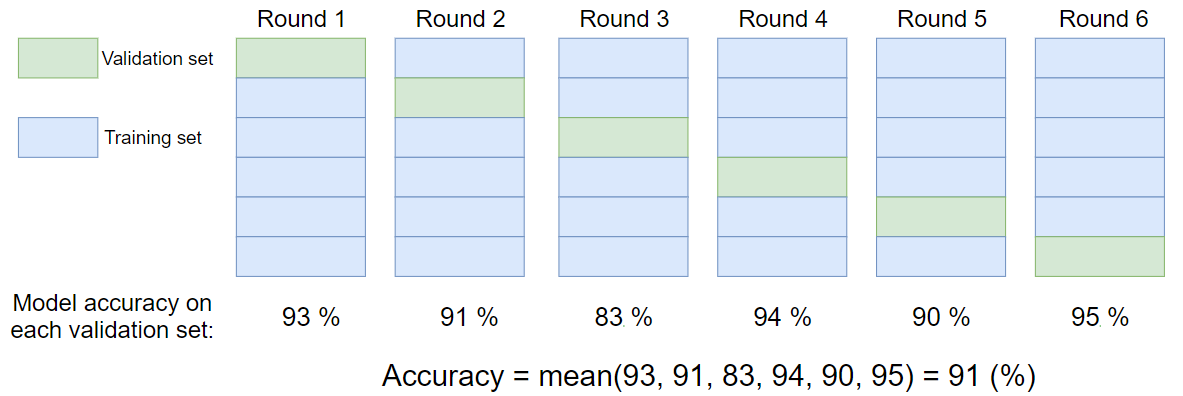 Round 1 Round 2 Round 3 Round 4 Round 5 Round 6
Validation set
Training set
Model accuracy on
each validation set:
93 % 91 % 83 % 94 % 90 % 95 %
Accuracy = mean(93, 91, 83, 94, 90, 95) = 91 (%)